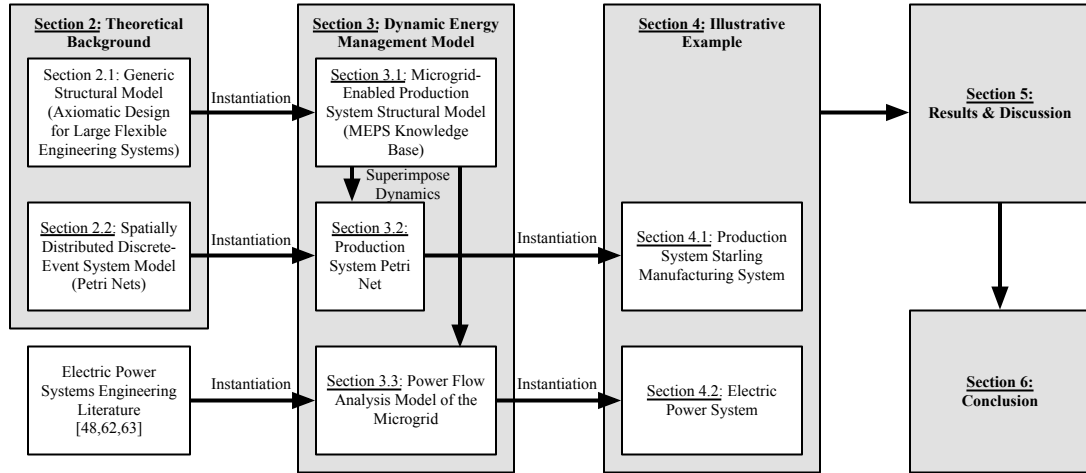 Section 2: Theoretical
Background
Section 2.1: Generic
Structural Model
(Axiomatic Design
for Large Flexible
Engineering Systems)
Section 2.2: Spatially
Distributed Discrete-
Event System Model
(Petri Nets)
Electric Power
Systems Engineering
Literature
[48,62,63]
Instantiation
Instantiation
Instantiation
Section 3: Dynamic Energy
Management Model
Section 3.1: Microgrid-
Enabled Production
System Structural Model
(MEPS Knowledge
Base)
Superimpose
Dynamics
Section 3.2:
Production
System Petri
Net
Section 3.3: Power Flow
Analysis Model of the
Microgrid
Instantiation
Instantiation
Section 4: Illustrative
Example
Section 4.1: Production
System Starling
Manufacturing System
Section 4.2: Electric
Power System
Section 5:
Results & Discussion
Section 6:
Conclusion